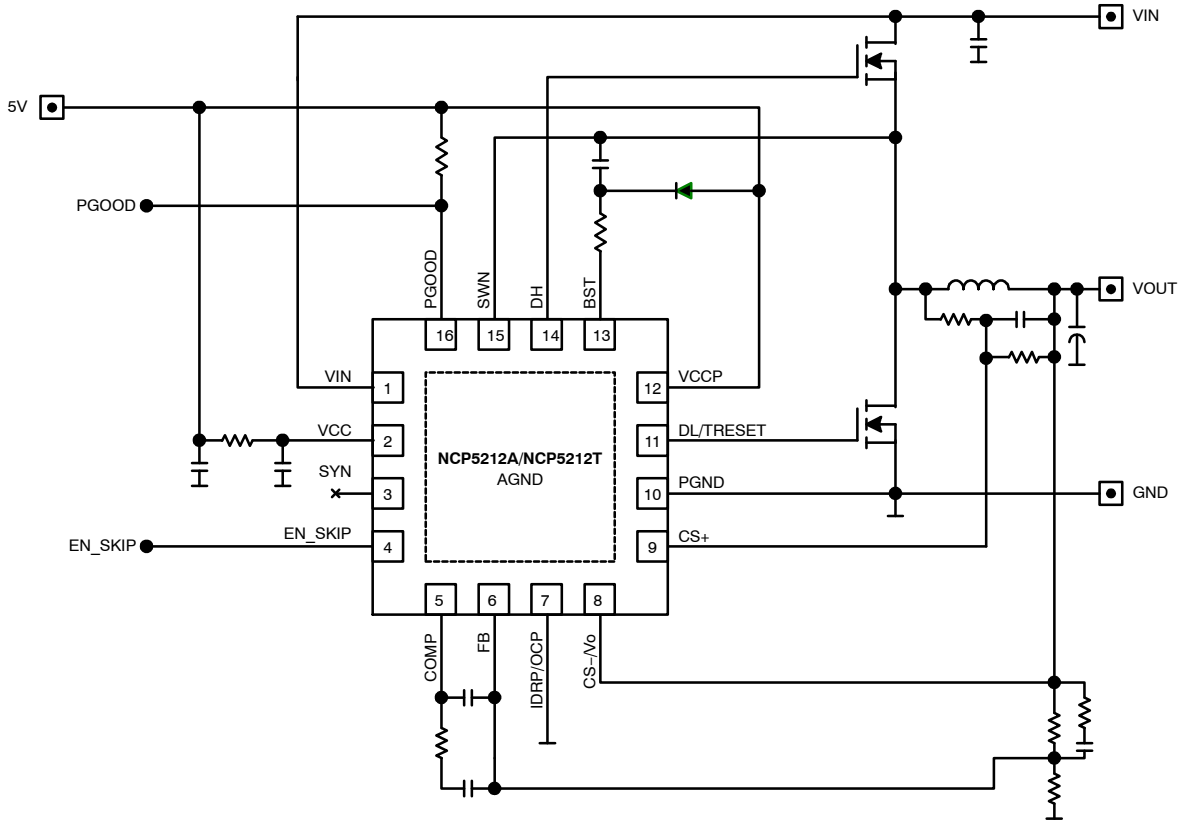 VIN
5V
PGOOD
PGOOD
SWN
DH
BST
16
15
14
13
VOUT
VIN
1
12
VCCP
VCC
2
11
DL/TRESET
NCP5212A/NCP5212T
AGND
SYN
3
10
PGND
GND
EN_SKIP
EN_SKIP
4
9
CS+
5
6
7
8
COMP
FB
IDRP/OCP
CS−/Vo